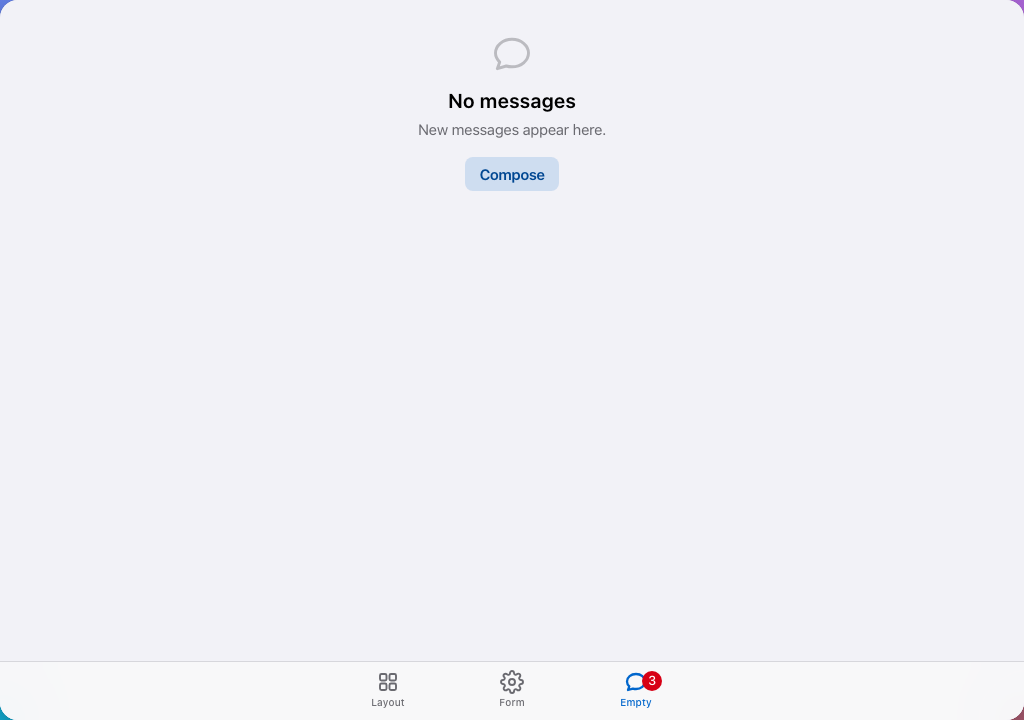 No messages
New messages appear here.
Compose
3
Layout
Form
Empty